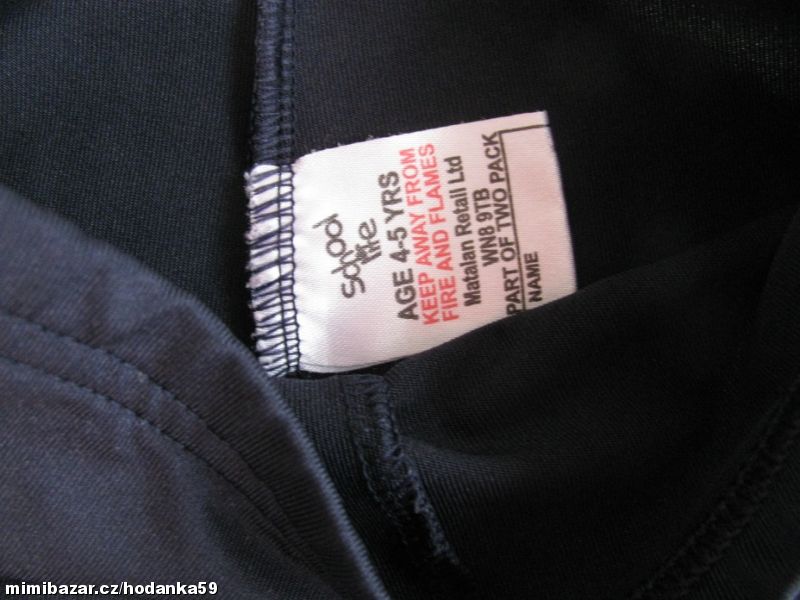 school
life
AGE 4-5 YRS
KEEP AWAY FROM
FIRE AND FLAMES
Matalan Retail Ltd
WN8 9TB
PART OF TWO PACK
NAME
mimibazar.cz/hodanka59